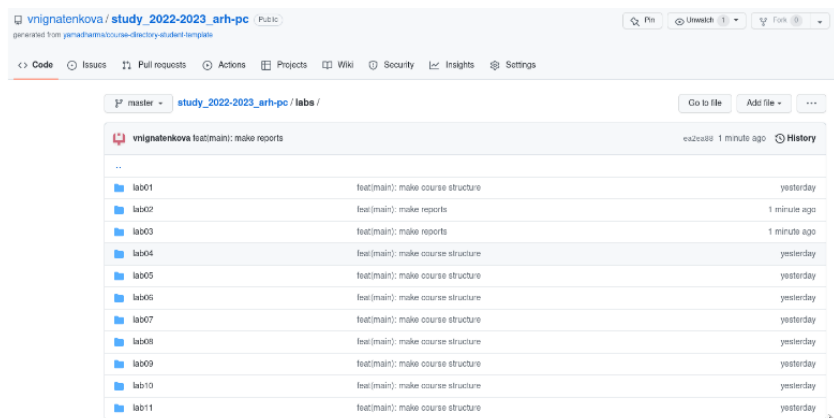 vnignatenkova / study_2022-2023_arh-pc Public Pin Unwatch 1 Fork 0
generated from yamadharma/course-directory-student-template
Code Issues Pull requests Actions Projects Wiki Security Insights Settings
master study_2022-2023_arh-pc / labs / Go to file Add file ...
vnignatenkova feat(main): make reports ea2ea88 1 minute ago History
..
lab01 feat(main): make course structure yesterday
lab02 feat(main): make reports 1 minute ago
lab03 feat(main): make reports 1 minute ago
lab04 feat(main): make course structure yesterday
lab05 feat(main): make course structure yesterday
lab06 feat(main): make course structure yesterday
lab07 feat(main): make course structure yesterday
lab08 feat(main): make course structure yesterday
lab09 feat(main): make course structure yesterday
lab10 feat(main): make course structure yesterday
lab11 feat(main): make course structure yesterday